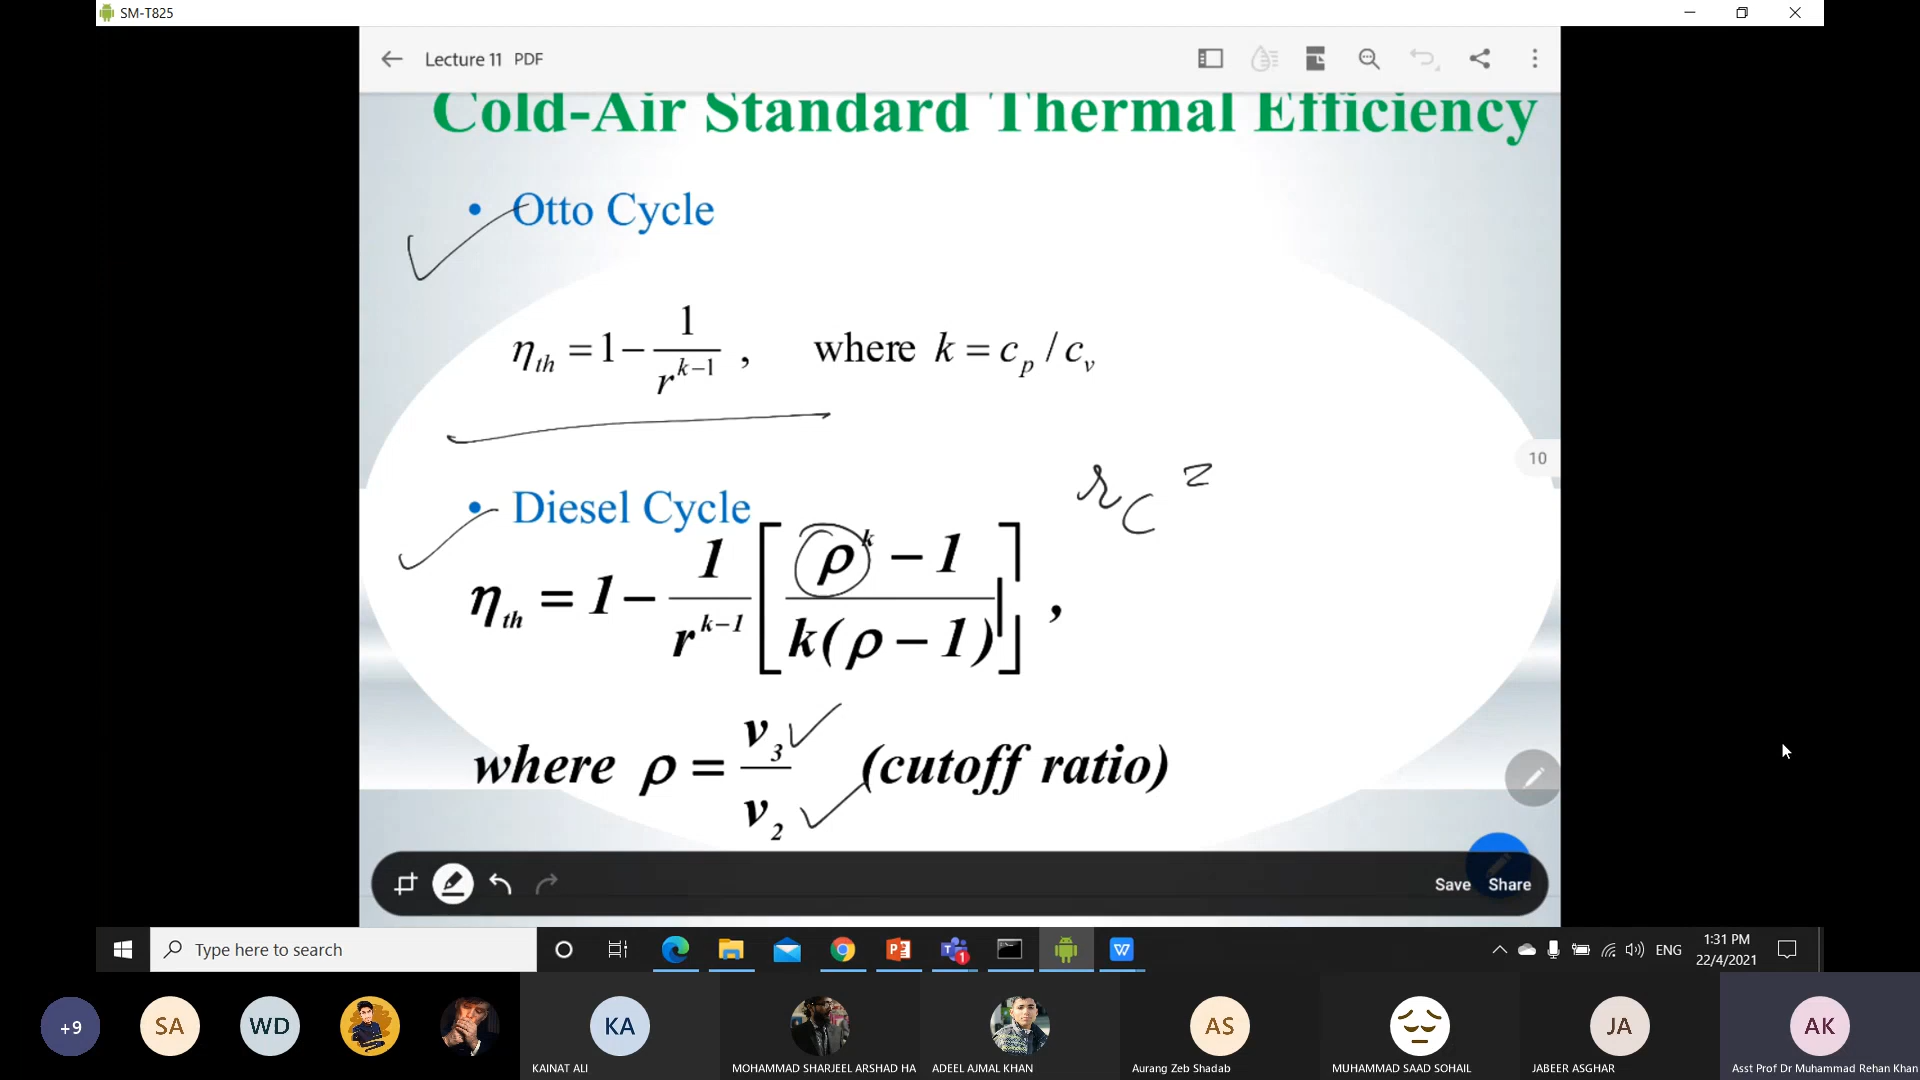 SM-T825
Lecture 11 PDF
Cold-Air Standard Thermal Efficiency
• Otto Cycle
η_th = 1 − 1 / r^(k−1) , where k = c_p / c_v
r_c =
• Diesel Cycle
η_th = 1 − 1 / r^(k−1) [ (ρ^k − 1) / k(ρ − 1) ] ,
where ρ = v_3 / v_2 (cutoff ratio)
10
Save Share
Type here to search
1
ENG
1:31 PM
22/4/2021
+9
SA
WD
KA
AS
JA
AK
KAINAT ALI
MOHAMMAD SHARJEEL ARSHAD HA
ADEEL AJMAL KHAN
Aurang Zeb Shadab
MUHAMMAD SAAD SOHAIL
JABEER ASGHAR
Asst Prof Dr Muhammad Rehan Khan